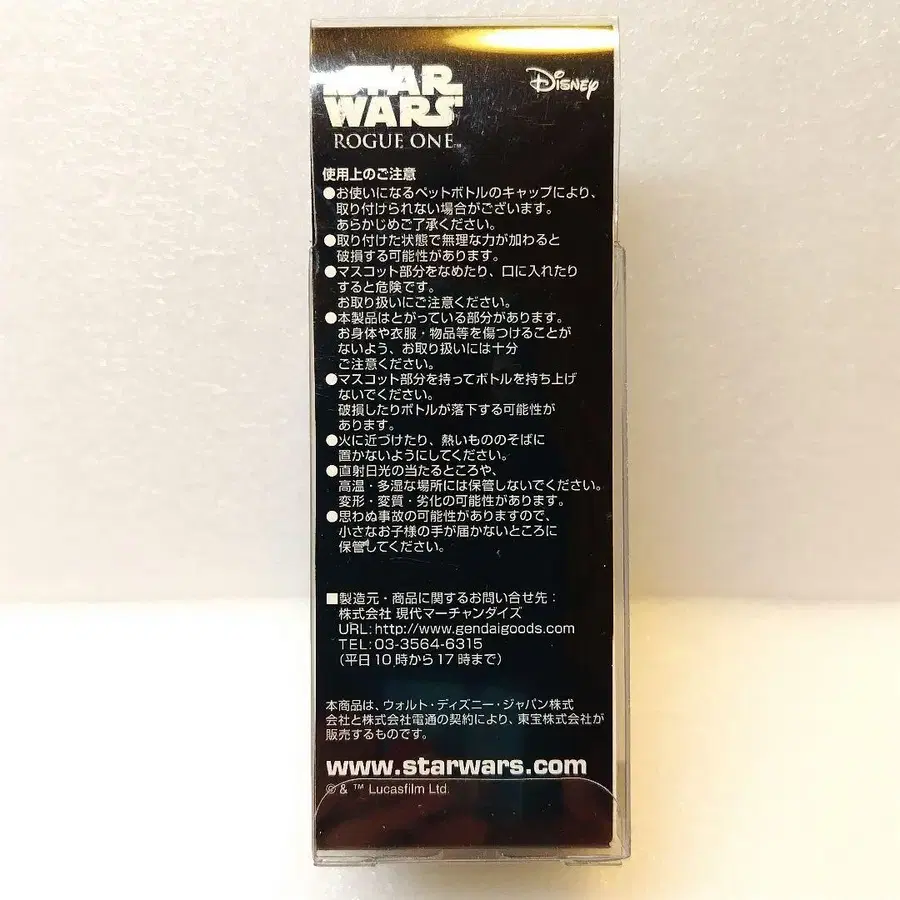 STAR
WARS
ROGUE ONE™
Disney
使用上のご注意
●お使いになるペットボトルのキャップにより、
取り付けられない場合がございます。
あらかじめご了承ください。
●取り付けた状態で無理な力が加わると
破損する可能性があります。
●マスコット部分をなめたり、口に入れたり
すると危険です。
お取り扱いにご注意ください。
●本製品はとがっている部分があります。
お身体や衣服・物品等を傷つけることが
ないよう、お取り扱いには十分
ご注意ください。
●マスコット部分を持ってボトルを持ち上げ
ないでください。
破損したりボトルが落下する可能性が
あります。
●火に近づけたり、熱いもののそばに
置かないようにしてください。
●直射日光の当たるところや、
高温・多湿な場所には保管しないでください。
変形・変質・劣化の可能性があります。
●思わぬ事故の可能性がありますので、
小さなお子様の手が届かないところに
保管してください。
■製造元・商品に関するお問い合せ先：
株式会社 現代マーチャンダイズ
URL:http://www.gendaigoods.com
TEL:03-3564-6315
（平日10時から17時まで）
本商品は、ウォルト・ディズニー・ジャパン株式
会社と株式会社電通の契約により、東宝株式会社が
販売するものです。
www.starwars.com
© & ™ Lucasfilm Ltd.